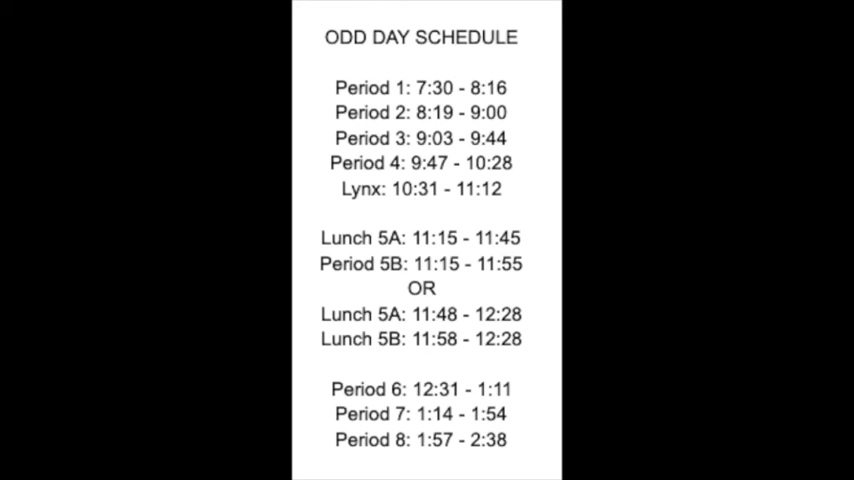 ODD DAY SCHEDULE
Period 1: 7:30 - 8:16
Period 2: 8:19 - 9:00
Period 3: 9:03 - 9:44
Period 4: 9:47 - 10:28
Lynx: 10:31 - 11:12
Lunch 5A: 11:15 - 11:45
Period 5B: 11:15 - 11:55
OR
Lunch 5A: 11:48 - 12:28
Lunch 5B: 11:58 - 12:28
Period 6: 12:31 - 1:11
Period 7: 1:14 - 1:54
Period 8: 1:57 - 2:38